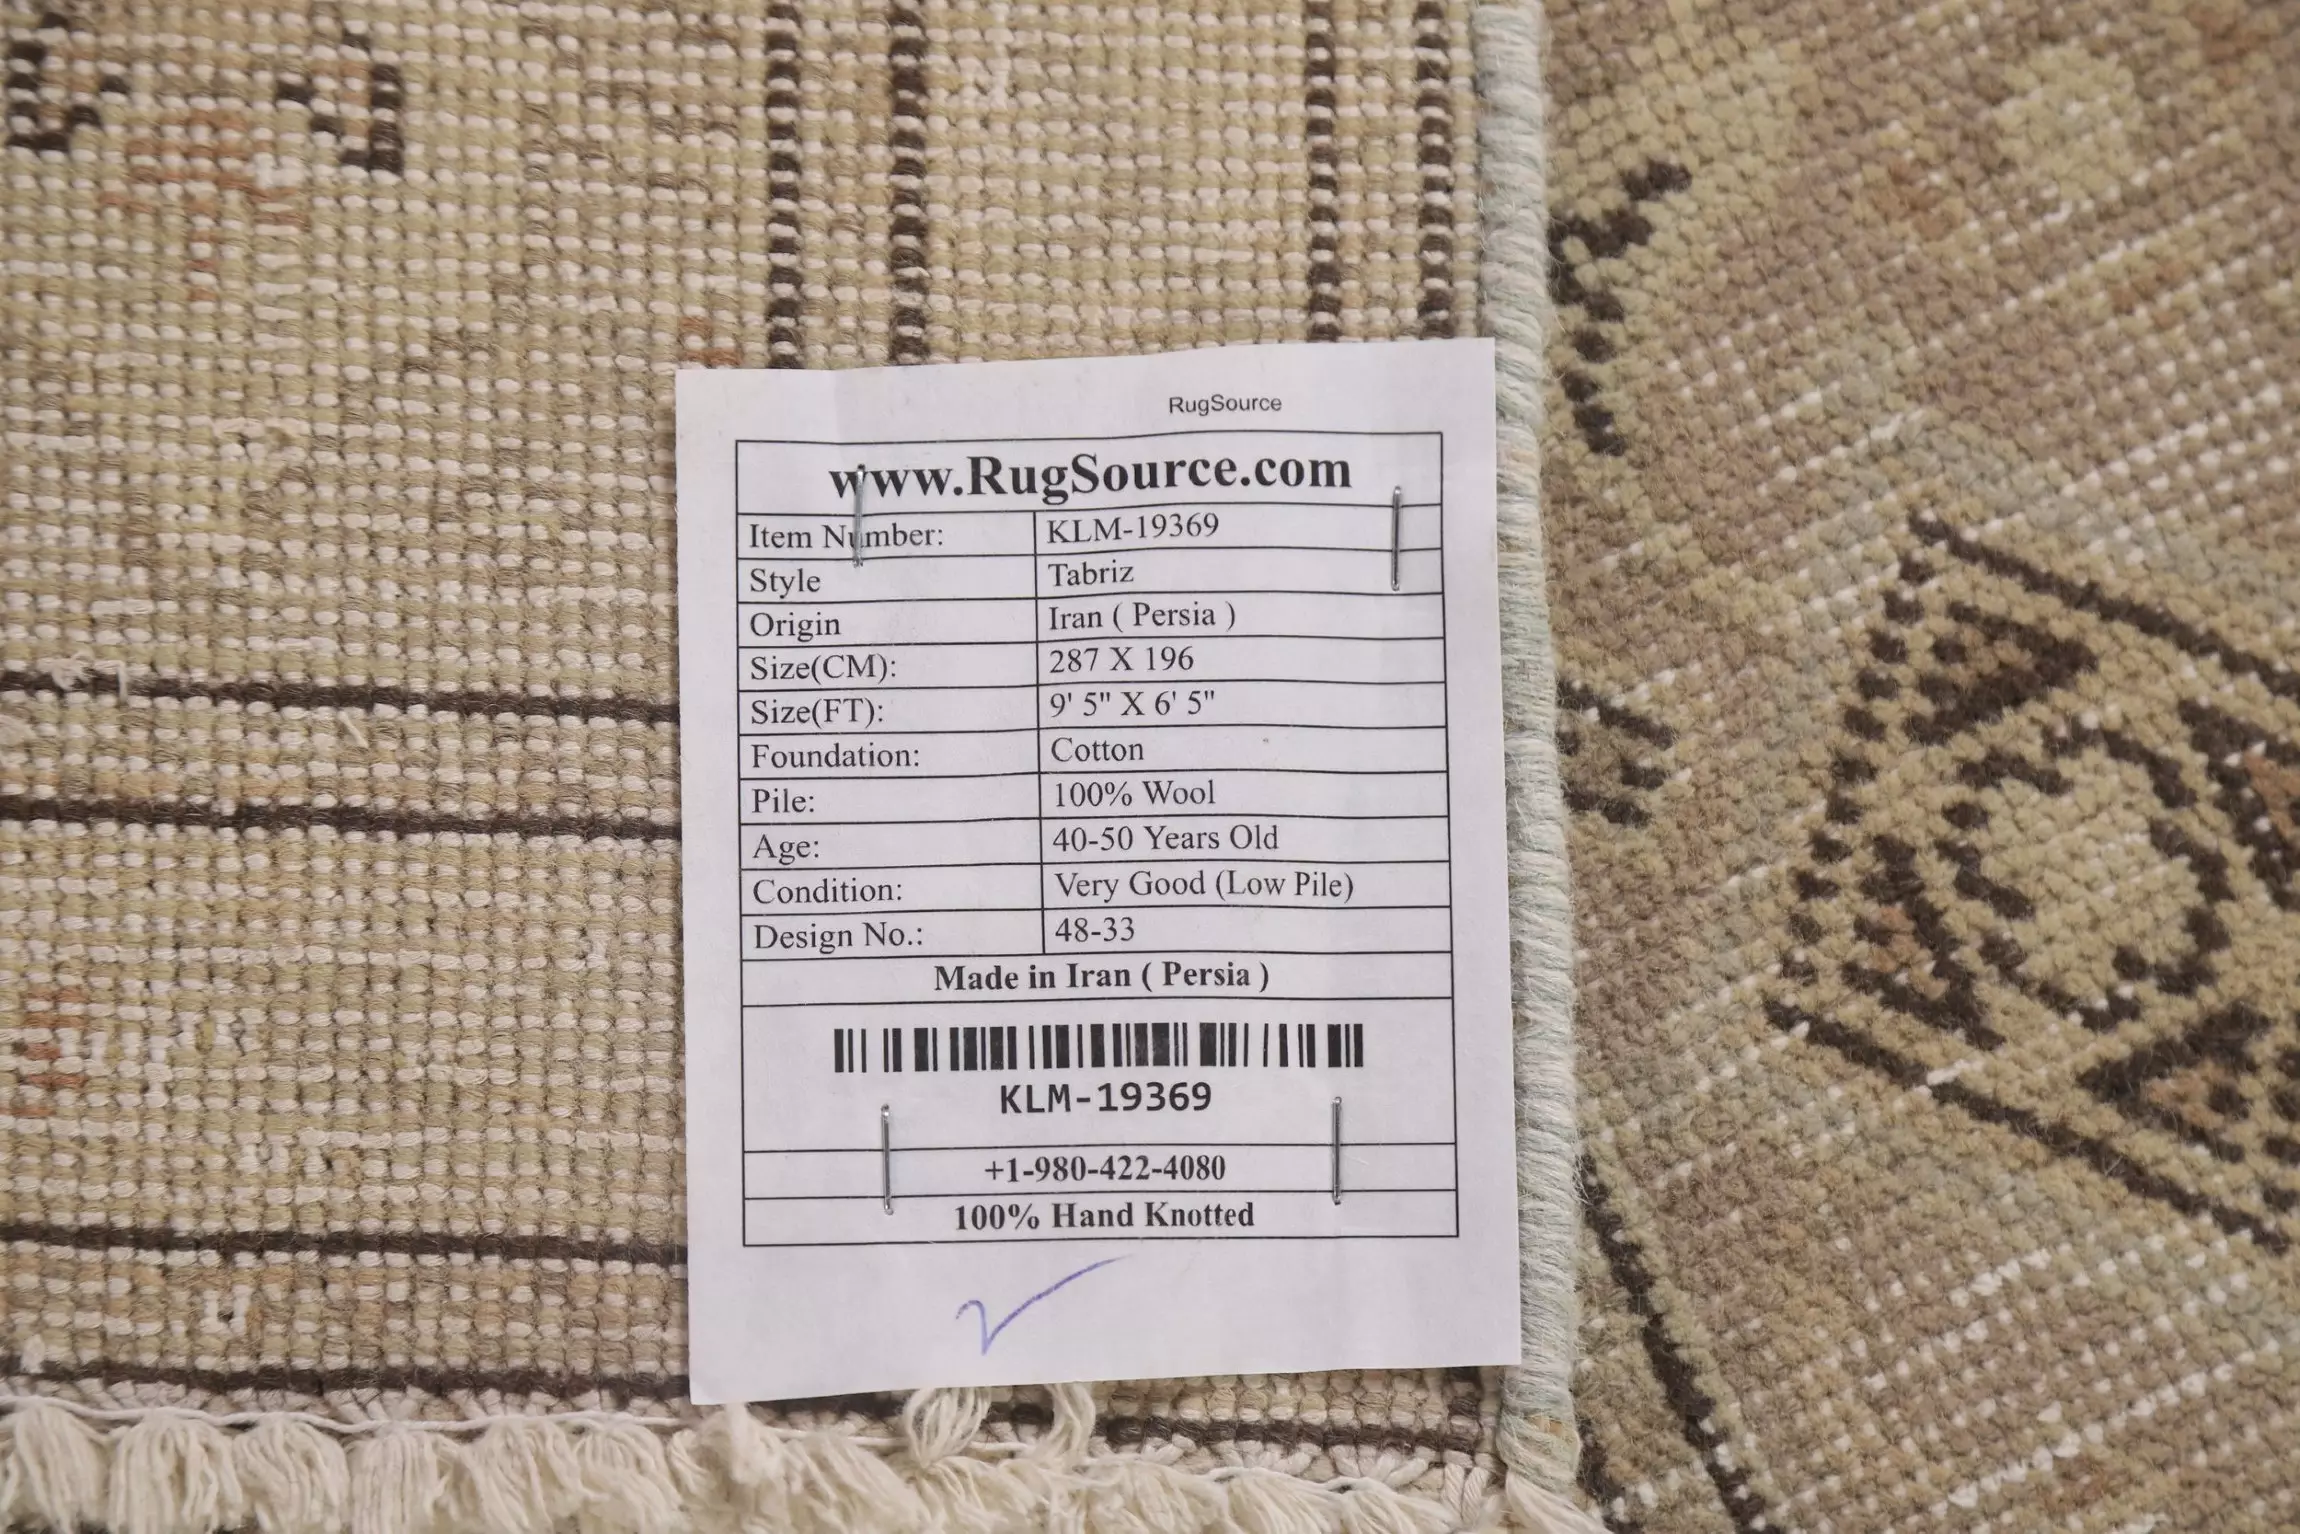 RugSource
www.RugSource.com
Item Number: KLM-19369
Style Tabriz
Origin Iran ( Persia )
Size(CM): 287 X 196
Size(FT): 9' 5" X 6' 5"
Foundation: Cotton
Pile: 100% Wool
Age: 40-50 Years Old
Condition: Very Good (Low Pile)
Design No.: 48-33
Made in Iran ( Persia )
KLM-19369
+1-980-422-4080
100% Hand Knotted